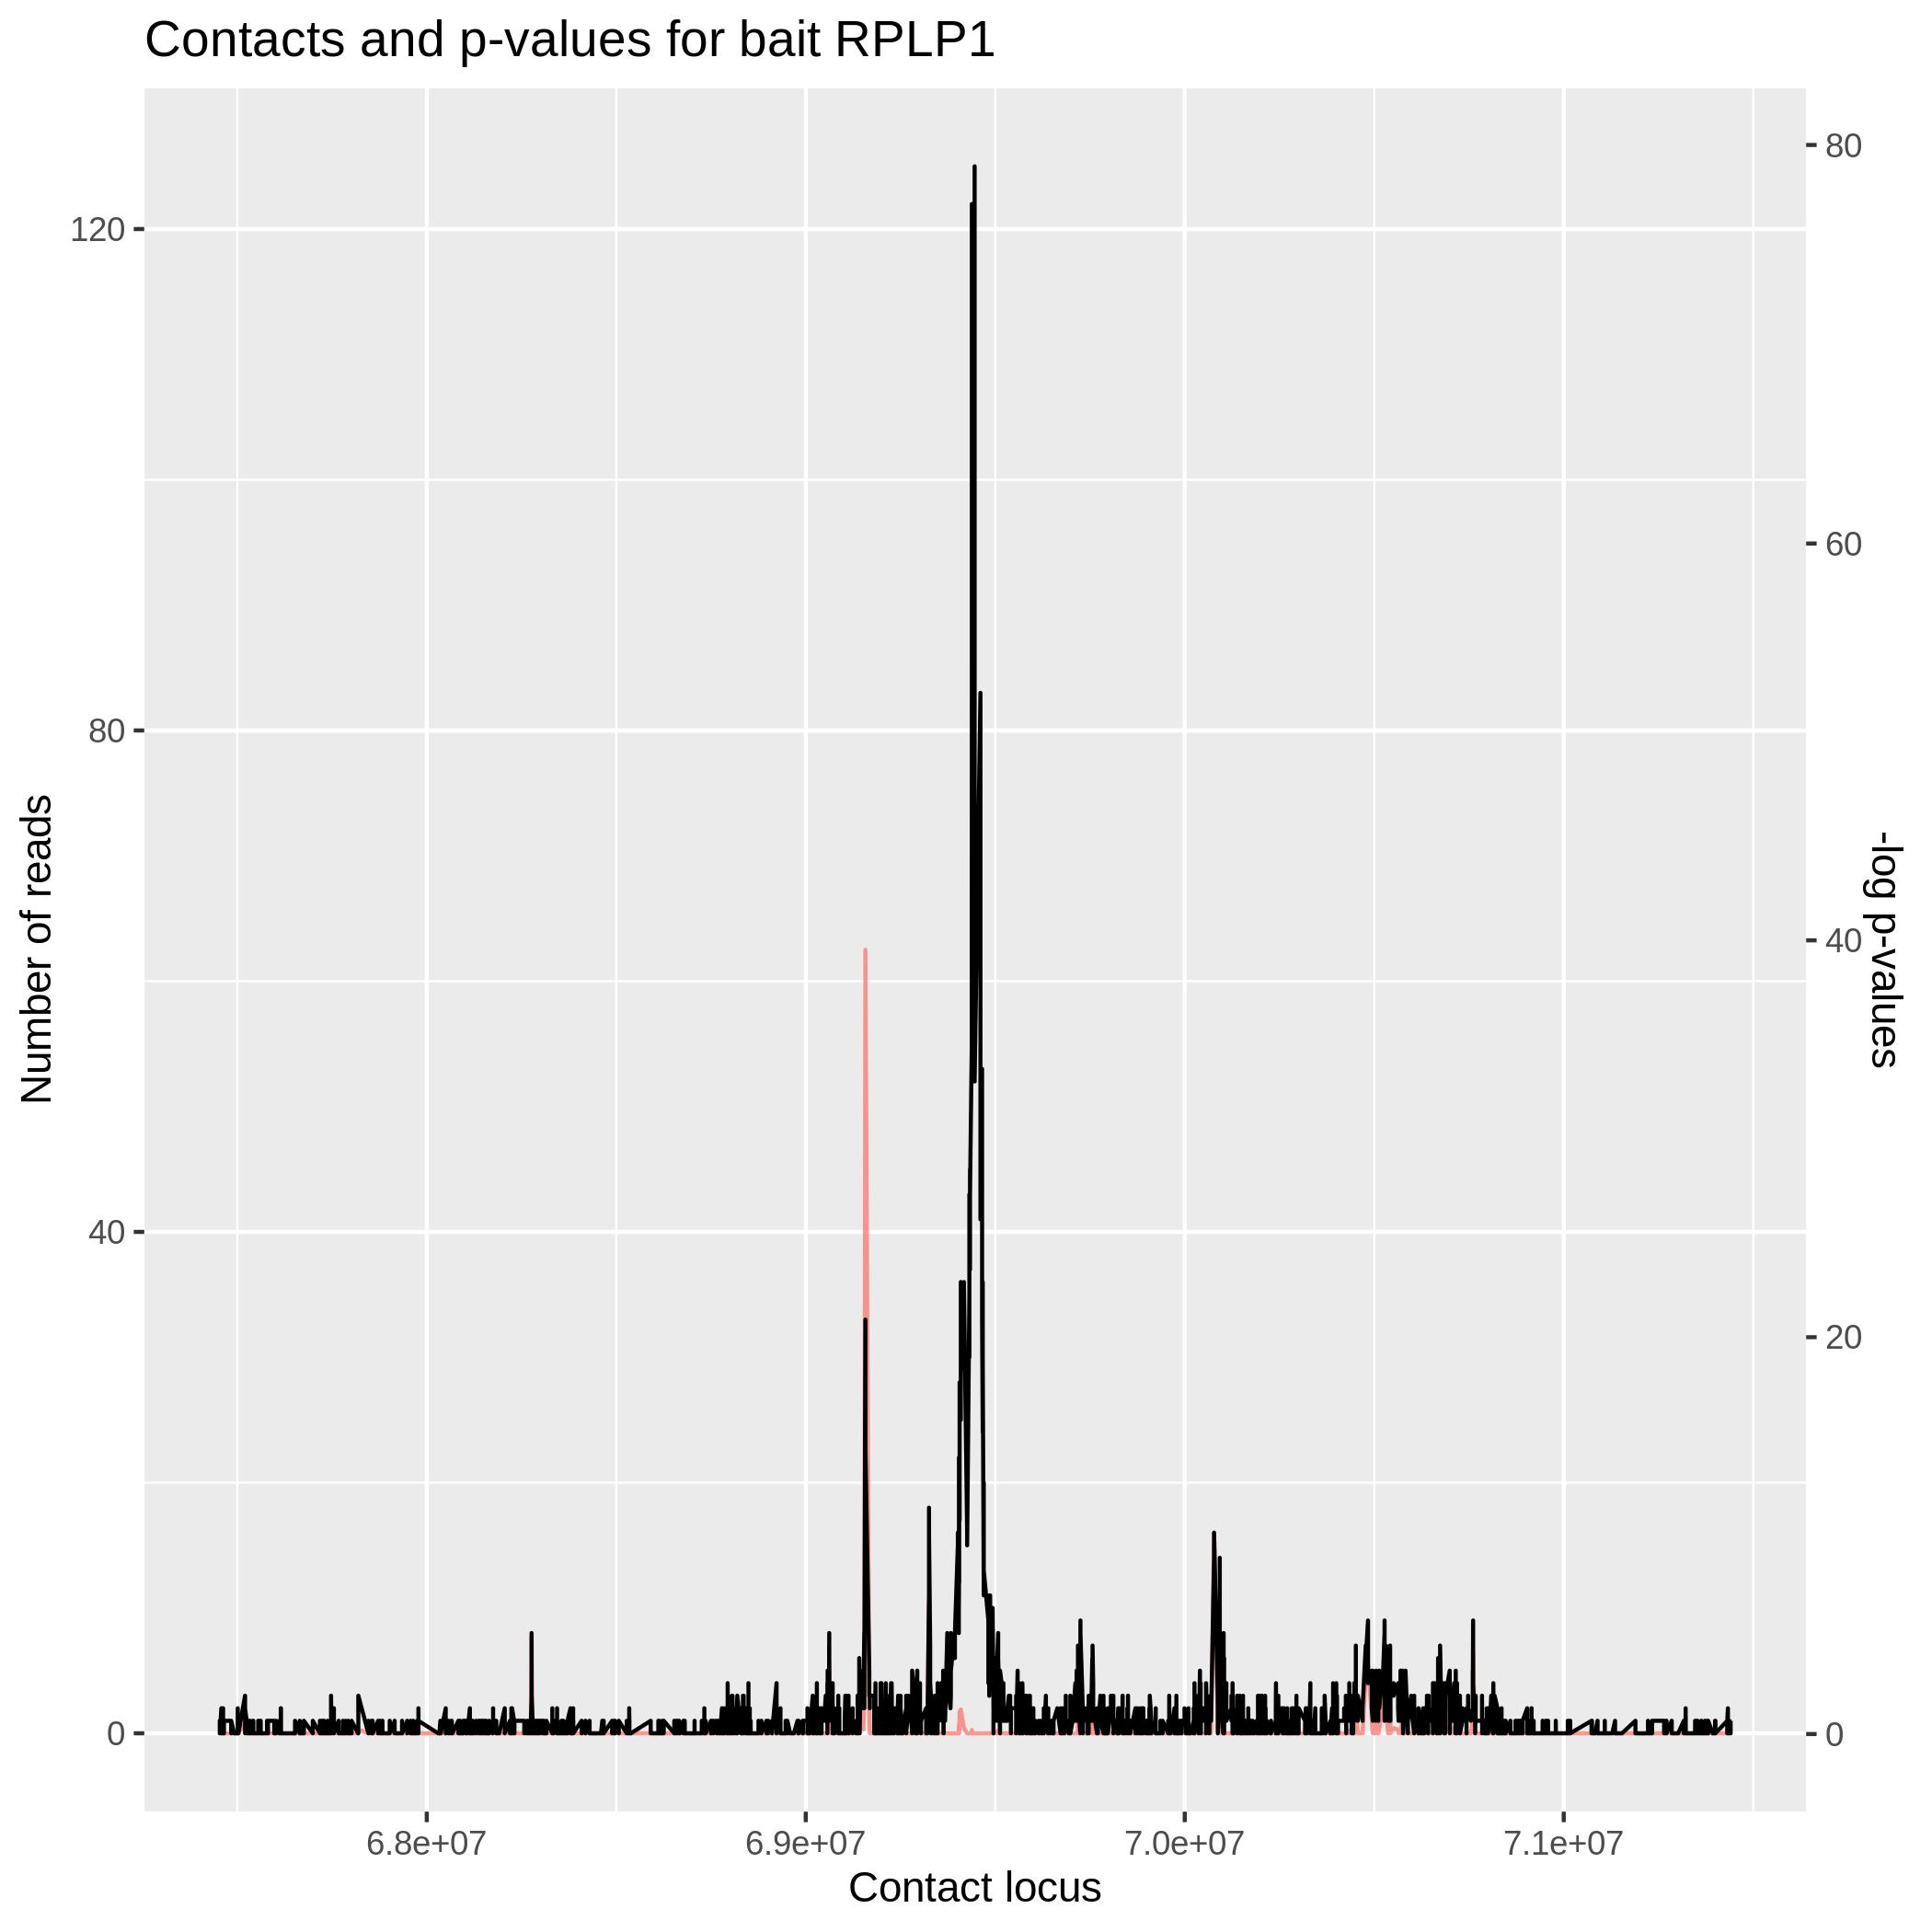 Contacts and p-values for bait RPLP1
120
80
40
0
80
60
40
20
0
Number of reads
-log p-values
6.8e+07
6.9e+07
7.0e+07
7.1e+07
Contact locus